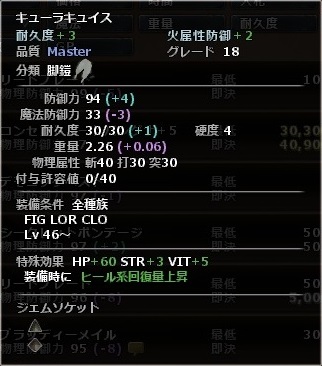 キューラキュイス
耐久度+3 火属性防御+2
品質 Master グレード 18
分類 脚鎧
防御力 94 (+4)
魔法防御力 33 (-3)
耐久度 30/30 (+1) 硬度 4
重量 2.26 (+0.06)
物理属性 斬40 打30 突30
付与許容値 0/40
装備条件 全種族
FIG LOR CLO
Lv 46～
特殊効果 HP+60 STR+3 VIT+5
装備時に ヒール系回復量上昇
ジェムソケット